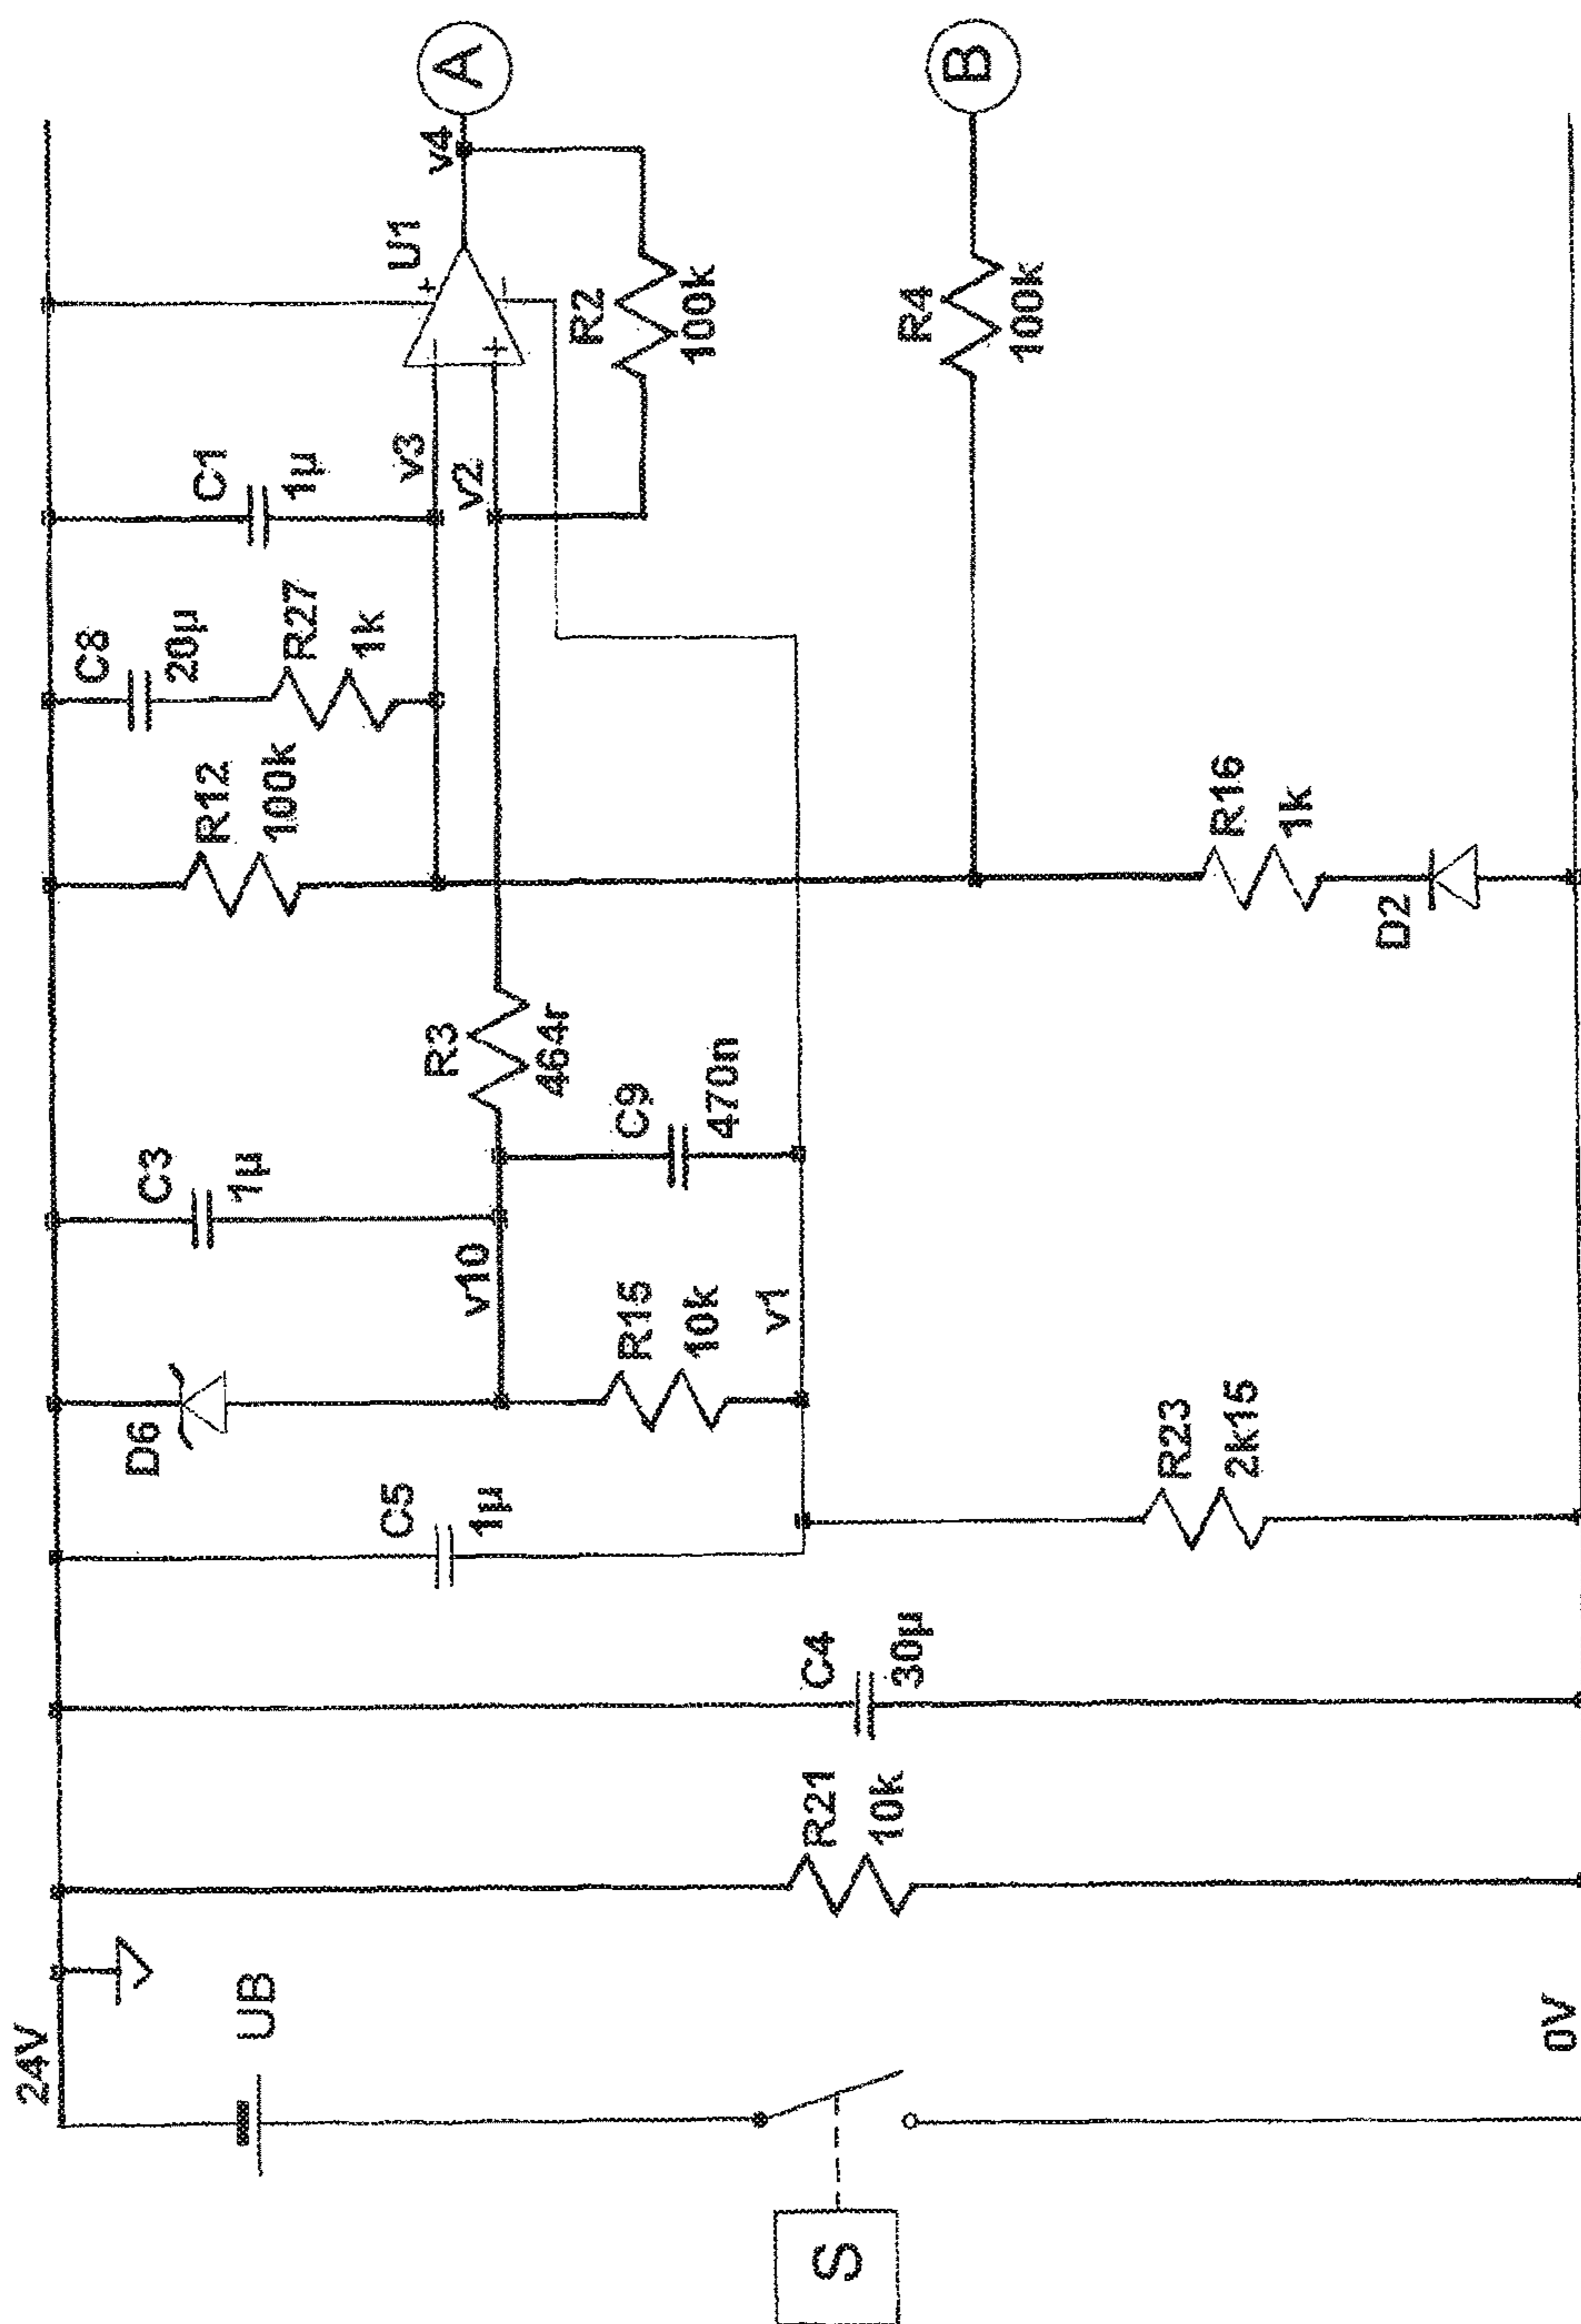 24V
UB
S
0V
R21
10k
C4
30µ
C5
1µ
R23
2k15
D6
v10
R15
10k
v1
C3
1µ
C9
470n
R3
464r
R12
100k
R16
1k
D2
C8
20µ
R27
1k
C1
1µ
v3
v2
U1
+
-
-
+
R2
100k
R4
100k
v4
A
B